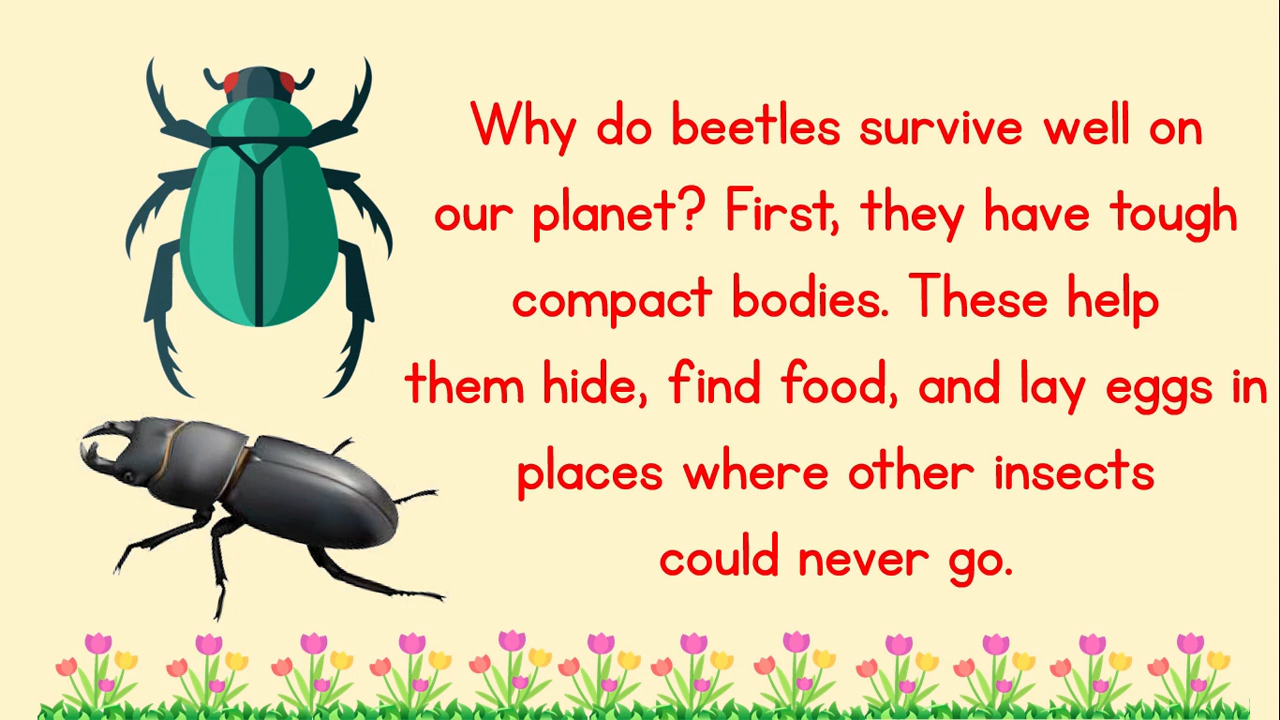 Why do beetles survive well on
our planet? First, they have tough
compact bodies. These help
them hide, find food, and lay eggs in
places where other insects
could never go.